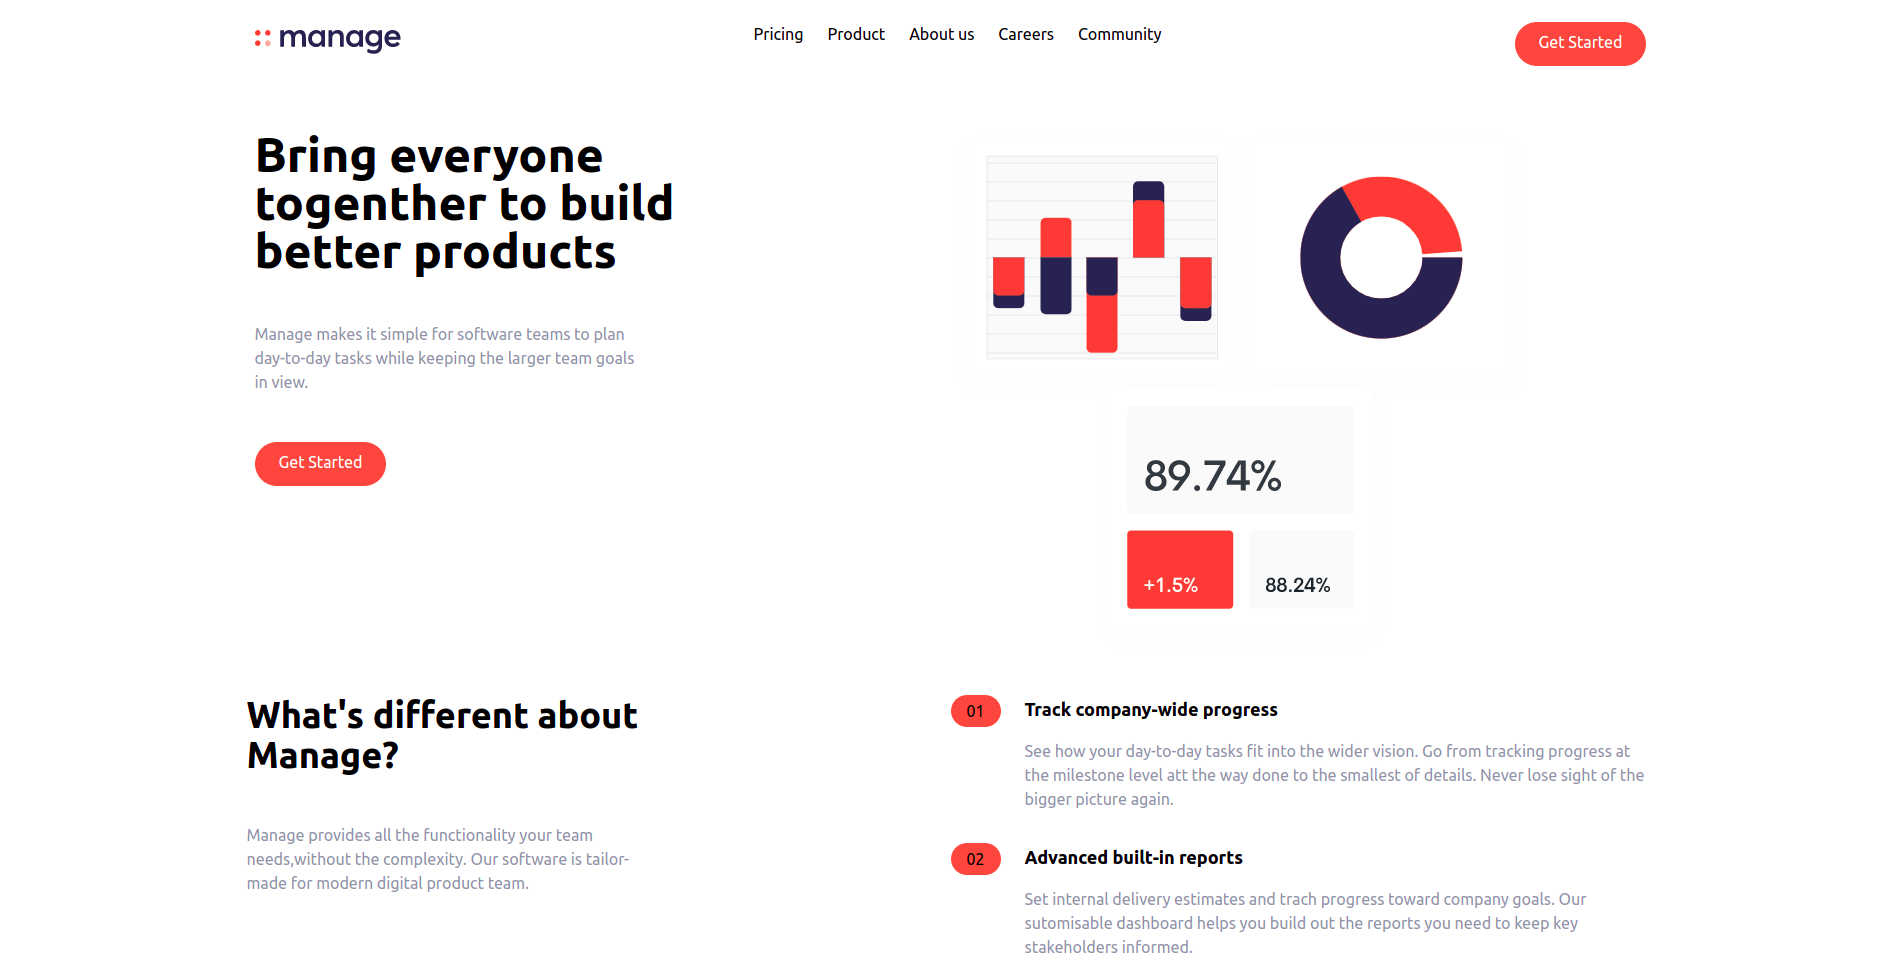 manage
Pricing Product About us Careers Community
Get Started
Bring everyone
togenther to build
better products
Manage makes it simple for software teams to plan
day-to-day tasks while keeping the larger team goals
in view.
Get Started
89.74%
+1.5% 88.24%
What's different about
Manage?
Manage provides all the functionality your team
needs,without the complexity. Our software is tailor-
made for modern digital product team.
01 Track company-wide progress
See how your day-to-day tasks fit into the wider vision. Go from tracking progress at
the milestone level att the way done to the smallest of details. Never lose sight of the
bigger picture again.
02 Advanced built-in reports
Set internal delivery estimates and trach progress toward company goals. Our
sutomisable dashboard helps you build out the reports you need to keep key
stakeholders informed.